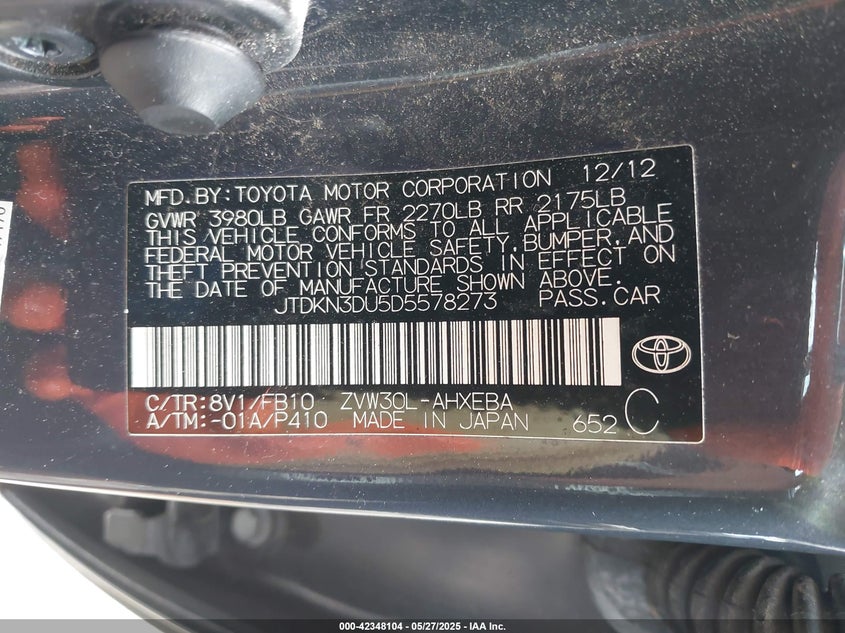 MFD.BY:TOYOTA MOTOR CORPORATION 12/12
GVWR 3980LB GAWR FR 2270LB RR 2175LB
THIS VEHICLE CONFORMS TO ALL APPLICABLE
FEDERAL MOTOR VEHICLE SAFETY,BUMPER,AND
THEFT PREVENTION STANDARDS IN EFFECT ON
THE DATE OF MANUFACTURE SHOWN ABOVE.
JTDKN3DU5D5578273 PASS.CAR
C/TR:8V1/FB10 ZVW30L-AHXEBA
A/TM:-01A/P410 MADE IN JAPAN 652 C
000-42348104 - 05/27/2025 - IAA Inc.